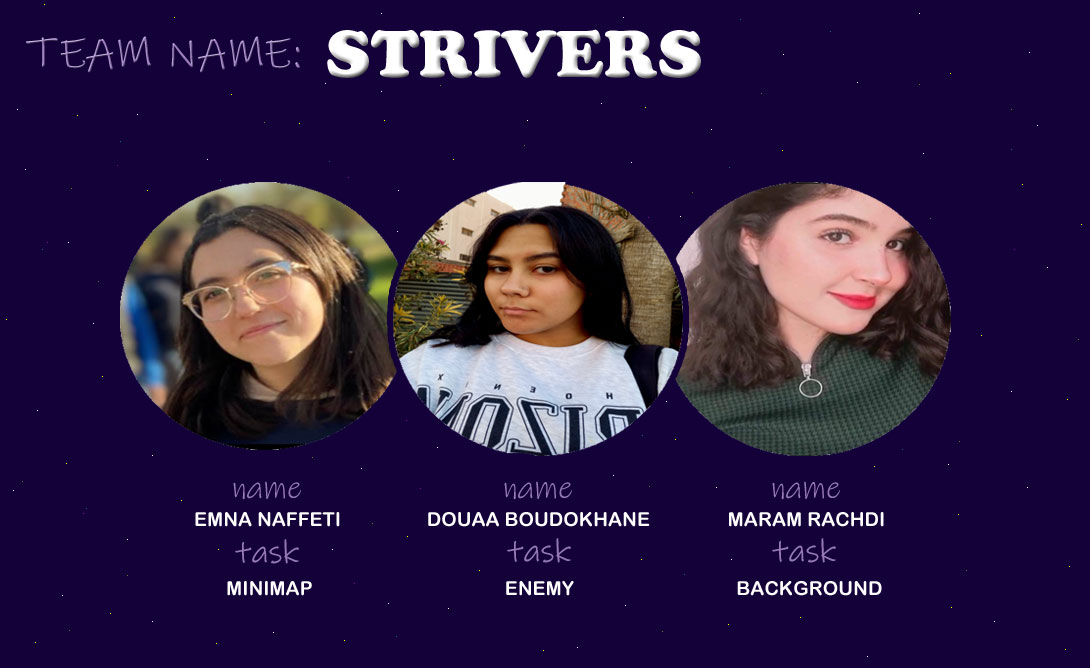 TEAM NAME: STRIVERS
name name name
EMNA NAFFETI DOUAA BOUDOKHANE MARAM RACHDI
task task task
MINIMAP ENEMY BACKGROUND